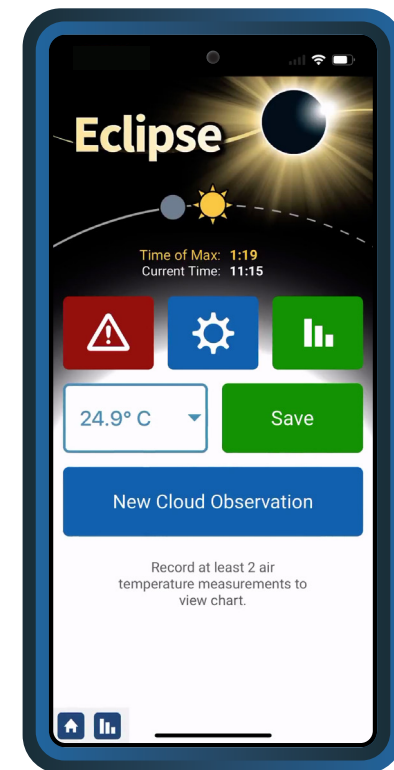 Eclipse
Time of Max: 1:19
Current Time: 11:15
24.9° C
Save
New Cloud Observation
Record at least 2 air
temperature measurements to
view chart.